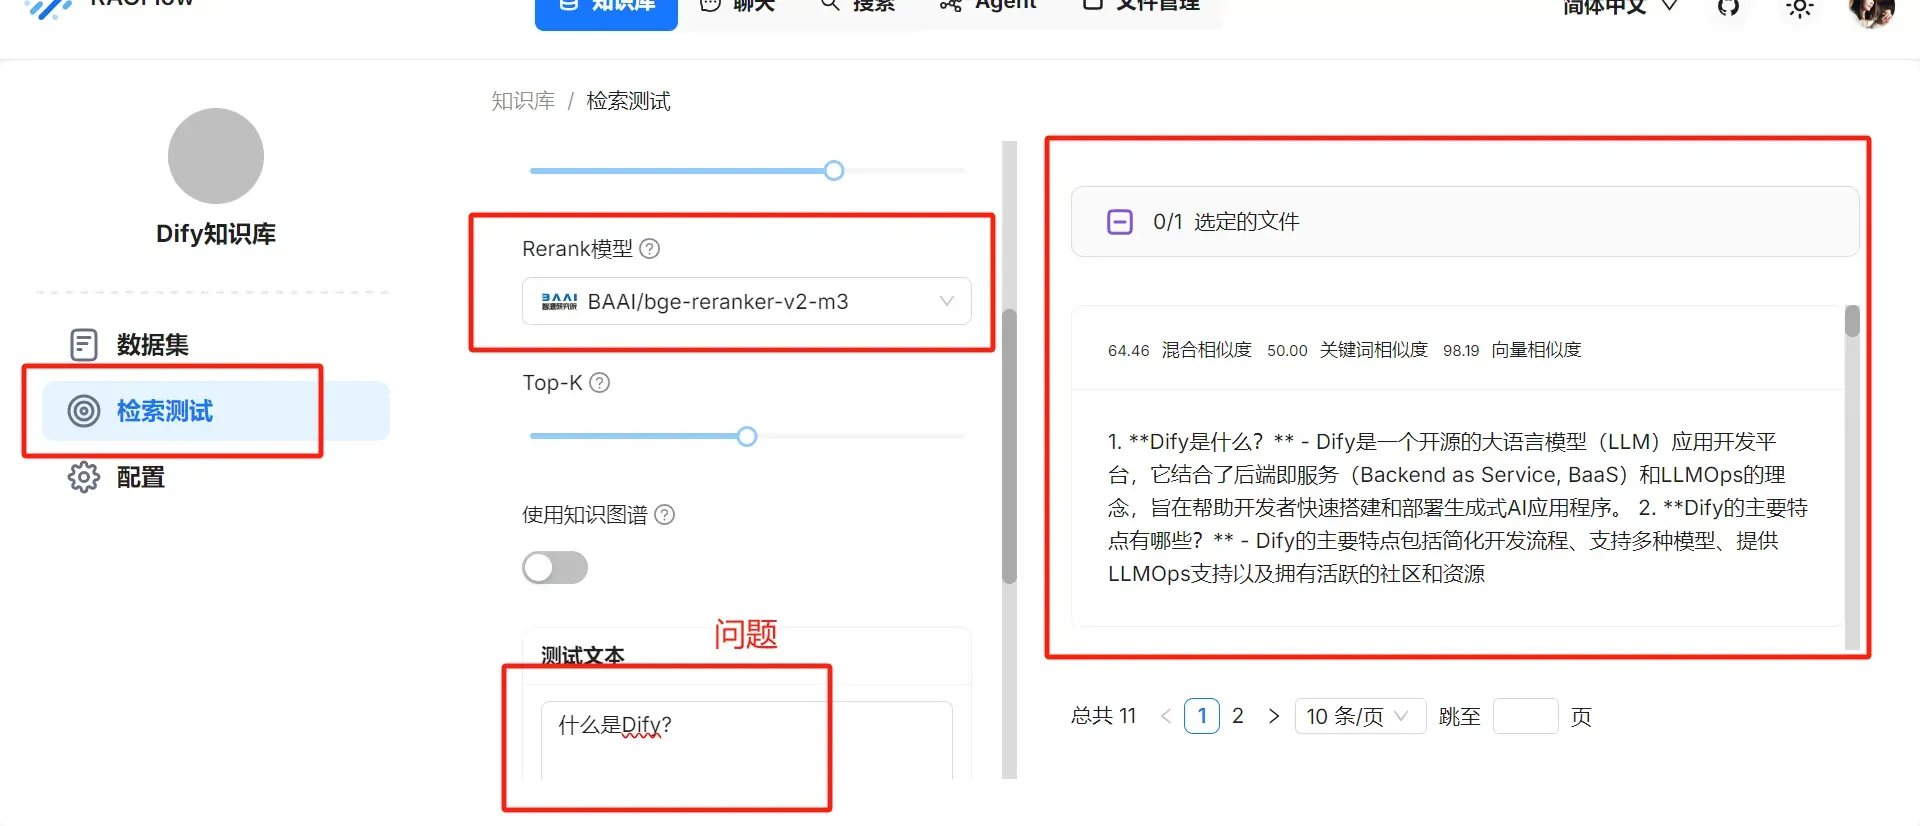 RAGFlow
知识库
聊天
搜索
Agent
文件管理
简体中文
知识库 / 检索测试
Dify知识库
数据集
检索测试
配置
Rerank模型
BAAI
智源研究院
BAAI/bge-reranker-v2-m3
Top-K
使用知识图谱
问题
测试文本
什么是Dify?
0/1 选定的文件
64.46 混合相似度 50.00 关键词相似度 98.19 向量相似度
1. **Dify是什么？** - Dify是一个开源的大语言模型（LLM）应用开发平
台，它结合了后端即服务（Backend as Service, BaaS）和LLMOps的理
念，旨在帮助开发者快速搭建和部署生成式AI应用程序。 2. **Dify的主要特
点有哪些？** - Dify的主要特点包括简化开发流程、支持多种模型、提供
LLMOps支持以及拥有活跃的社区和资源
总共 11 < 1 2 > 10 条/页 跳至 页